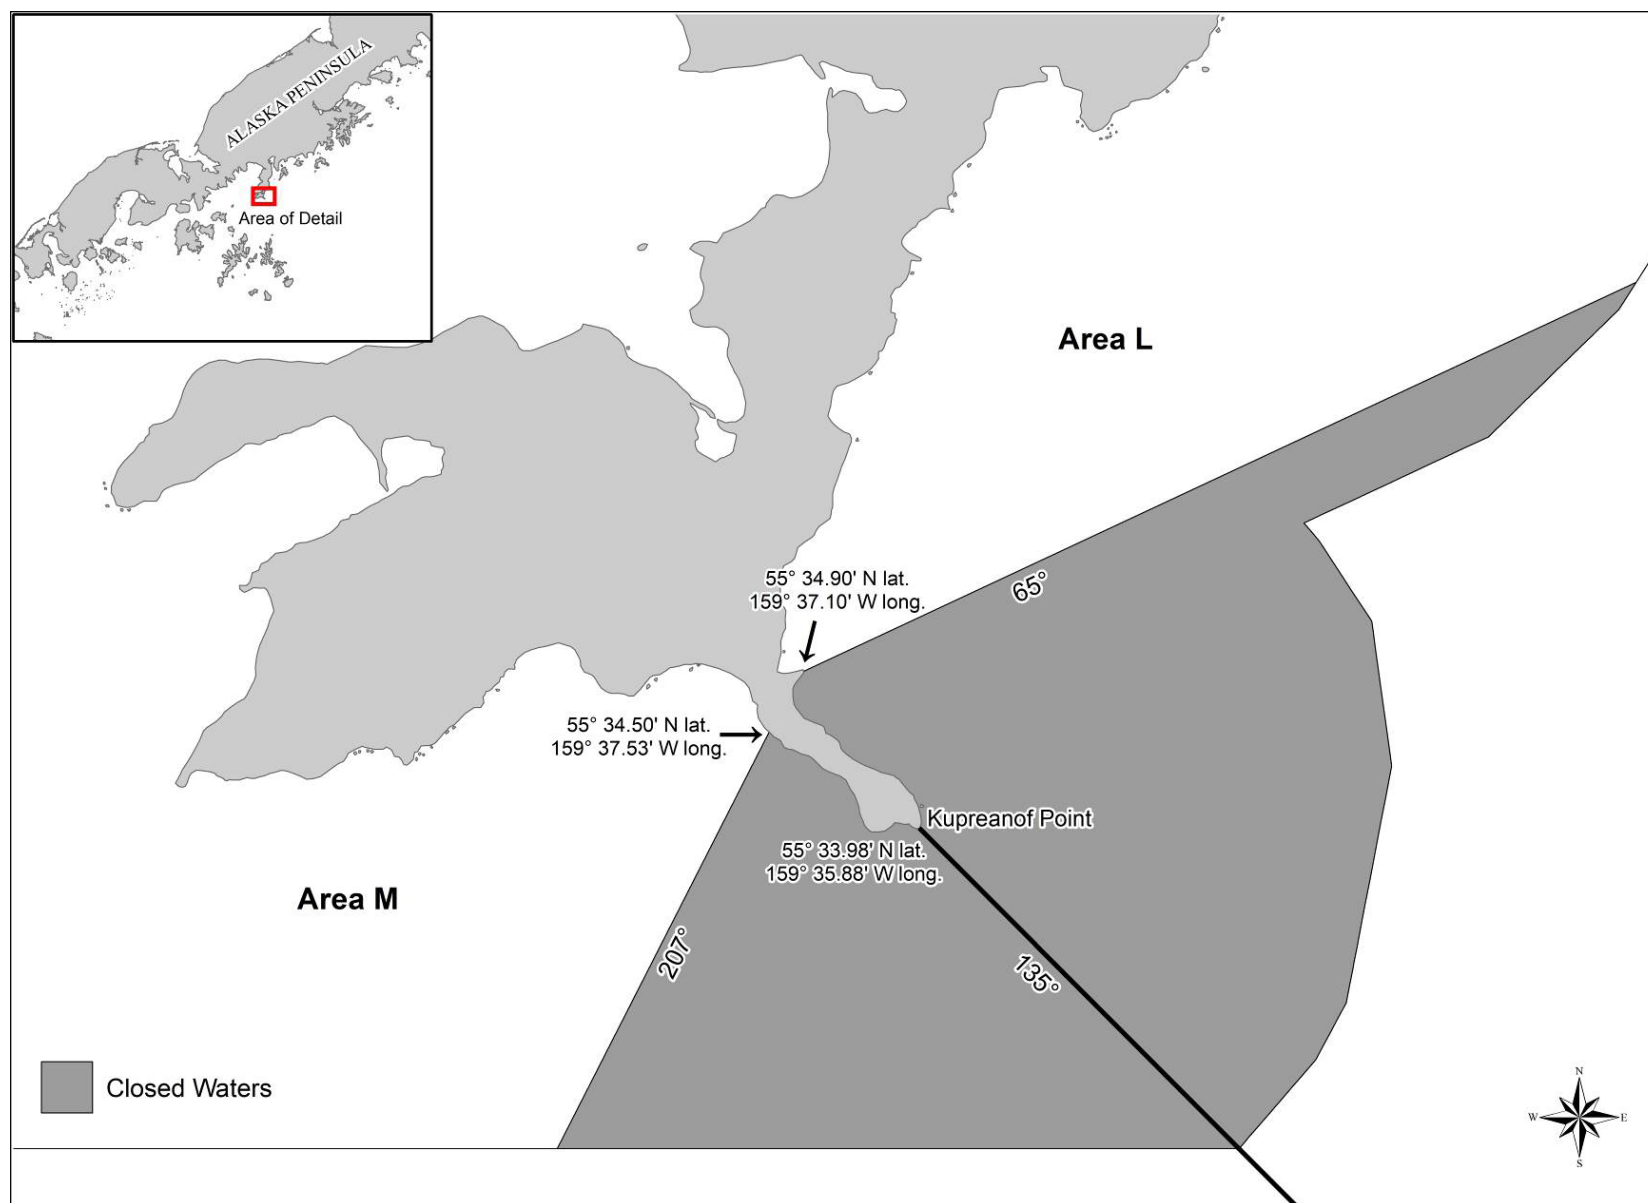 ALASKA PENINSULA
Area of Detail
Area L
55° 34.90' N lat.
159° 37.10' W long.
65°
55° 34.50' N lat.
159° 37.53' W long.
Kupreanof Point
55° 33.98' N lat.
159° 35.88' W long.
Area M
207°
135°
Closed Waters
N
W E
S